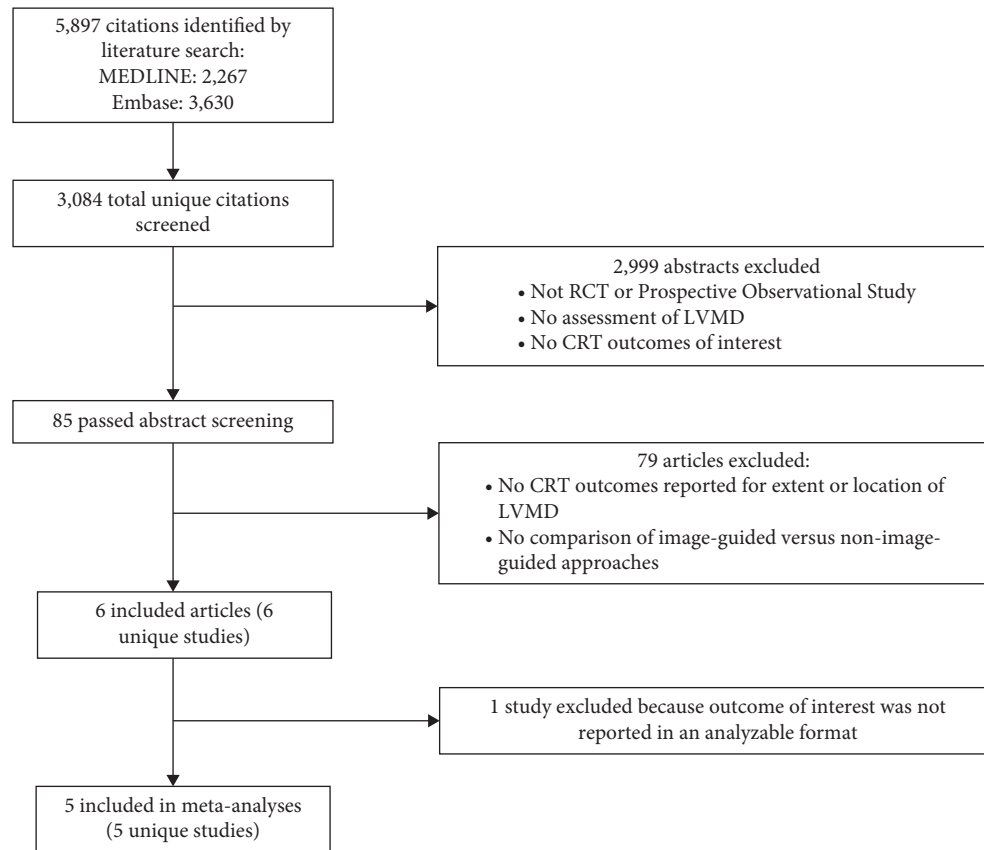 5,897 citations identified by
literature search:
MEDLINE: 2,267
Embase: 3,630
3,084 total unique citations
screened
2,999 abstracts excluded
• Not RCT or Prospective Observational Study
• No assessment of LVMD
• No CRT outcomes of interest
85 passed abstract screening
79 articles excluded:
• No CRT outcomes reported for extent or location of
LVMD
• No comparison of image-guided versus non-image-
guided approaches
6 included articles (6
unique studies)
1 study excluded because outcome of interest was not
reported in an analyzable format
5 included in meta-analyses
(5 unique studies)